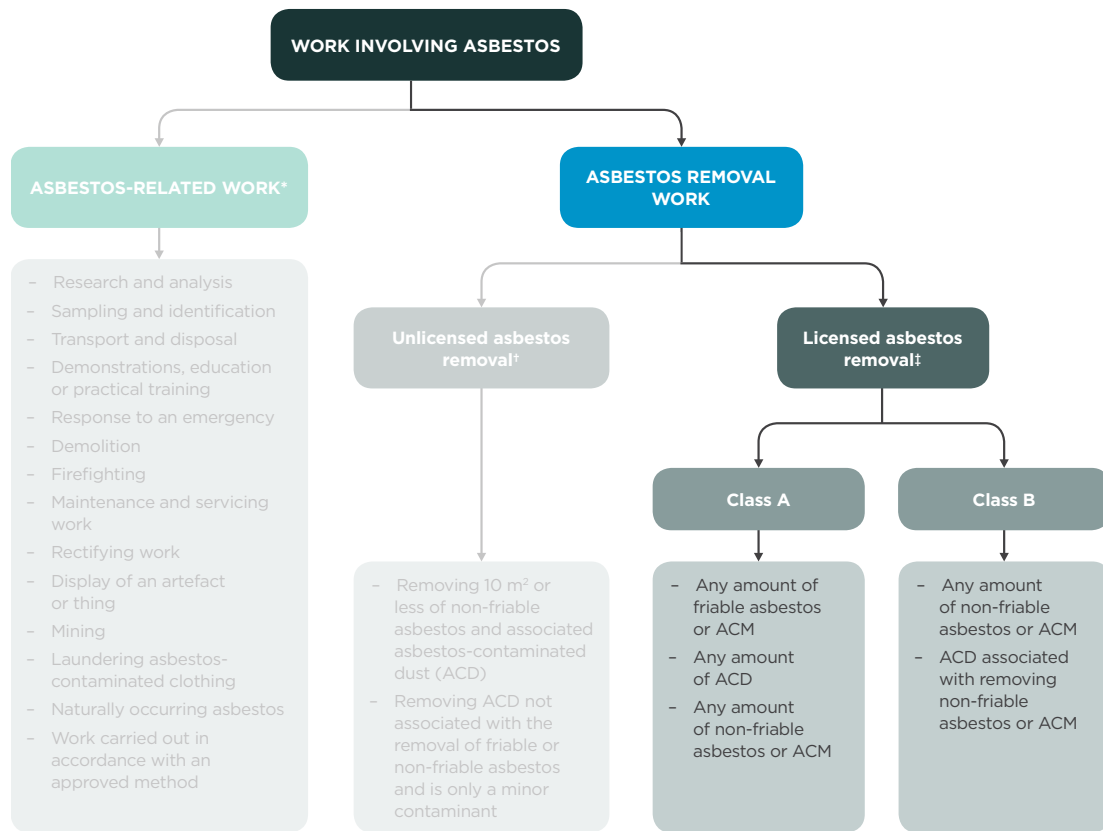 WORK INVOLVING ASBESTOS
ASBESTOS-RELATED WORK*
– Research and analysis
– Sampling and identification
– Transport and disposal
– Demonstrations, education
or practical training
– Response to an emergency
– Demolition
– Firefighting
– Maintenance and servicing
work
– Rectifying work
– Display of an artefact
or thing
– Mining
– Laundering asbestos-
contaminated clothing
– Naturally occurring asbestos
– Work carried out in
accordance with an
approved method
ASBESTOS REMOVAL
WORK
Unlicensed asbestos
removal†
– Removing 10 m² or
less of non-friable
asbestos and associated
asbestos-contaminated
dust (ACD)
– Removing ACD not
associated with the
removal of friable or
non-friable asbestos
and is only a minor
contaminant
Licensed asbestos
removal‡
Class A
– Any amount of
friable asbestos
or ACM
– Any amount
of ACD
– Any amount
of non-friable
asbestos or ACM
Class B
– Any amount
of non-friable
asbestos or ACM
– ACD associated
with removing
non-friable
asbestos or ACM